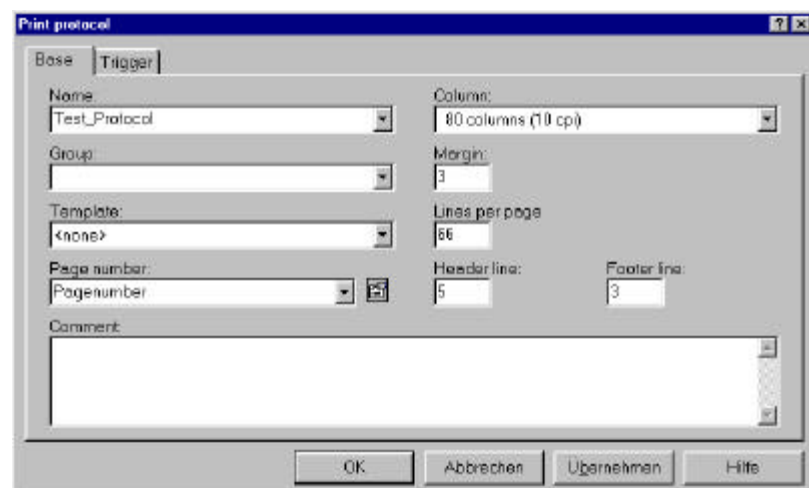 Print protocol
Base Trigger
Name: Column:
Test_Protocol 80 columns (10 cpi)
Group: Margin:
3
Template: Lines per page
<none> 66
Page number: Header line: Footer line:
Pagenumber 5 3
Comment:
OK Abbrechen Übernehmen Hilfe